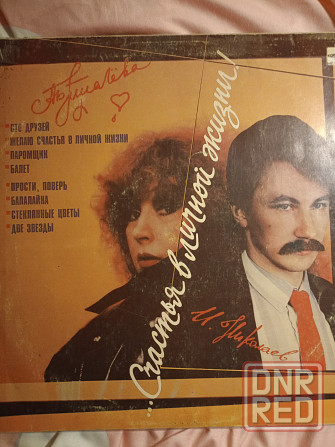 А Пугачёва
СТО ДРУЗЕЙ
ЖЕЛАЮ СЧАСТЬЯ В ЛИЧНОЙ ЖИЗНИ
ПАРОМЩИК
БАЛЕТ
ПРОСТИ, ПОВЕРЬ
БАЛАЛАЙКА
СТЕКЛЯННЫЕ ЦВЕТЫ
ДВЕ ЗВЕЗДЫ
...Счастья в личной жизни!
И Николаев
DNR
RED